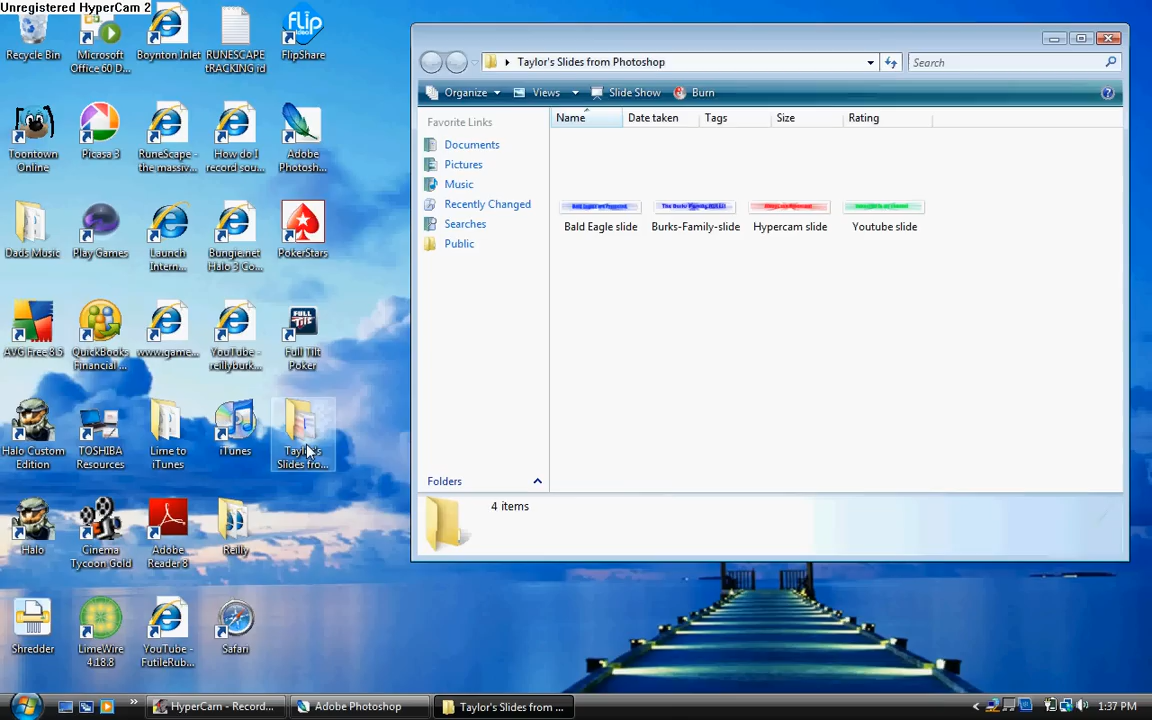 Unregistered HyperCam 2
Recycle Bin
Microsoft
Office 60 D...
Boynton Inlet
RUNESCAPE
tRACKING id
FlipShare
Toontown
Online
Picasa 3
RuneScape -
the massiv...
How do I
record sou...
Adobe
Photosh...
Dads Music
Play Games
Launch
Intern...
Bungie.net
Halo 3 Co...
PokerStars
AVG Free 8.5
QuickBooks
Financial ...
www.game...
YouTube -
reillyburk...
FULL
TILT
Full Tilt
Poker
Halo Custom
Edition
TOSHIBA
Resources
Lime to
iTunes
iTunes
Taylor's
Slides fro...
Halo
Cinema
Tycoon Gold
Adobe
Reader 8
Reilly
Shredder
LimeWire
4.18.8
YouTube -
FutileRub...
Safari
Taylor's Slides from Photoshop
Search
Organize
Views
Slide Show
Burn
Favorite Links
Documents
Pictures
Music
Recently Changed
Searches
Public
Folders
Name
Date taken
Tags
Size
Rating
Bald Eagle slide
Burks-Family-slide
Hypercam slide
Youtube slide
4 items
HyperCam - Record...
Adobe Photoshop
Taylor's Slides from ...
1:37 PM